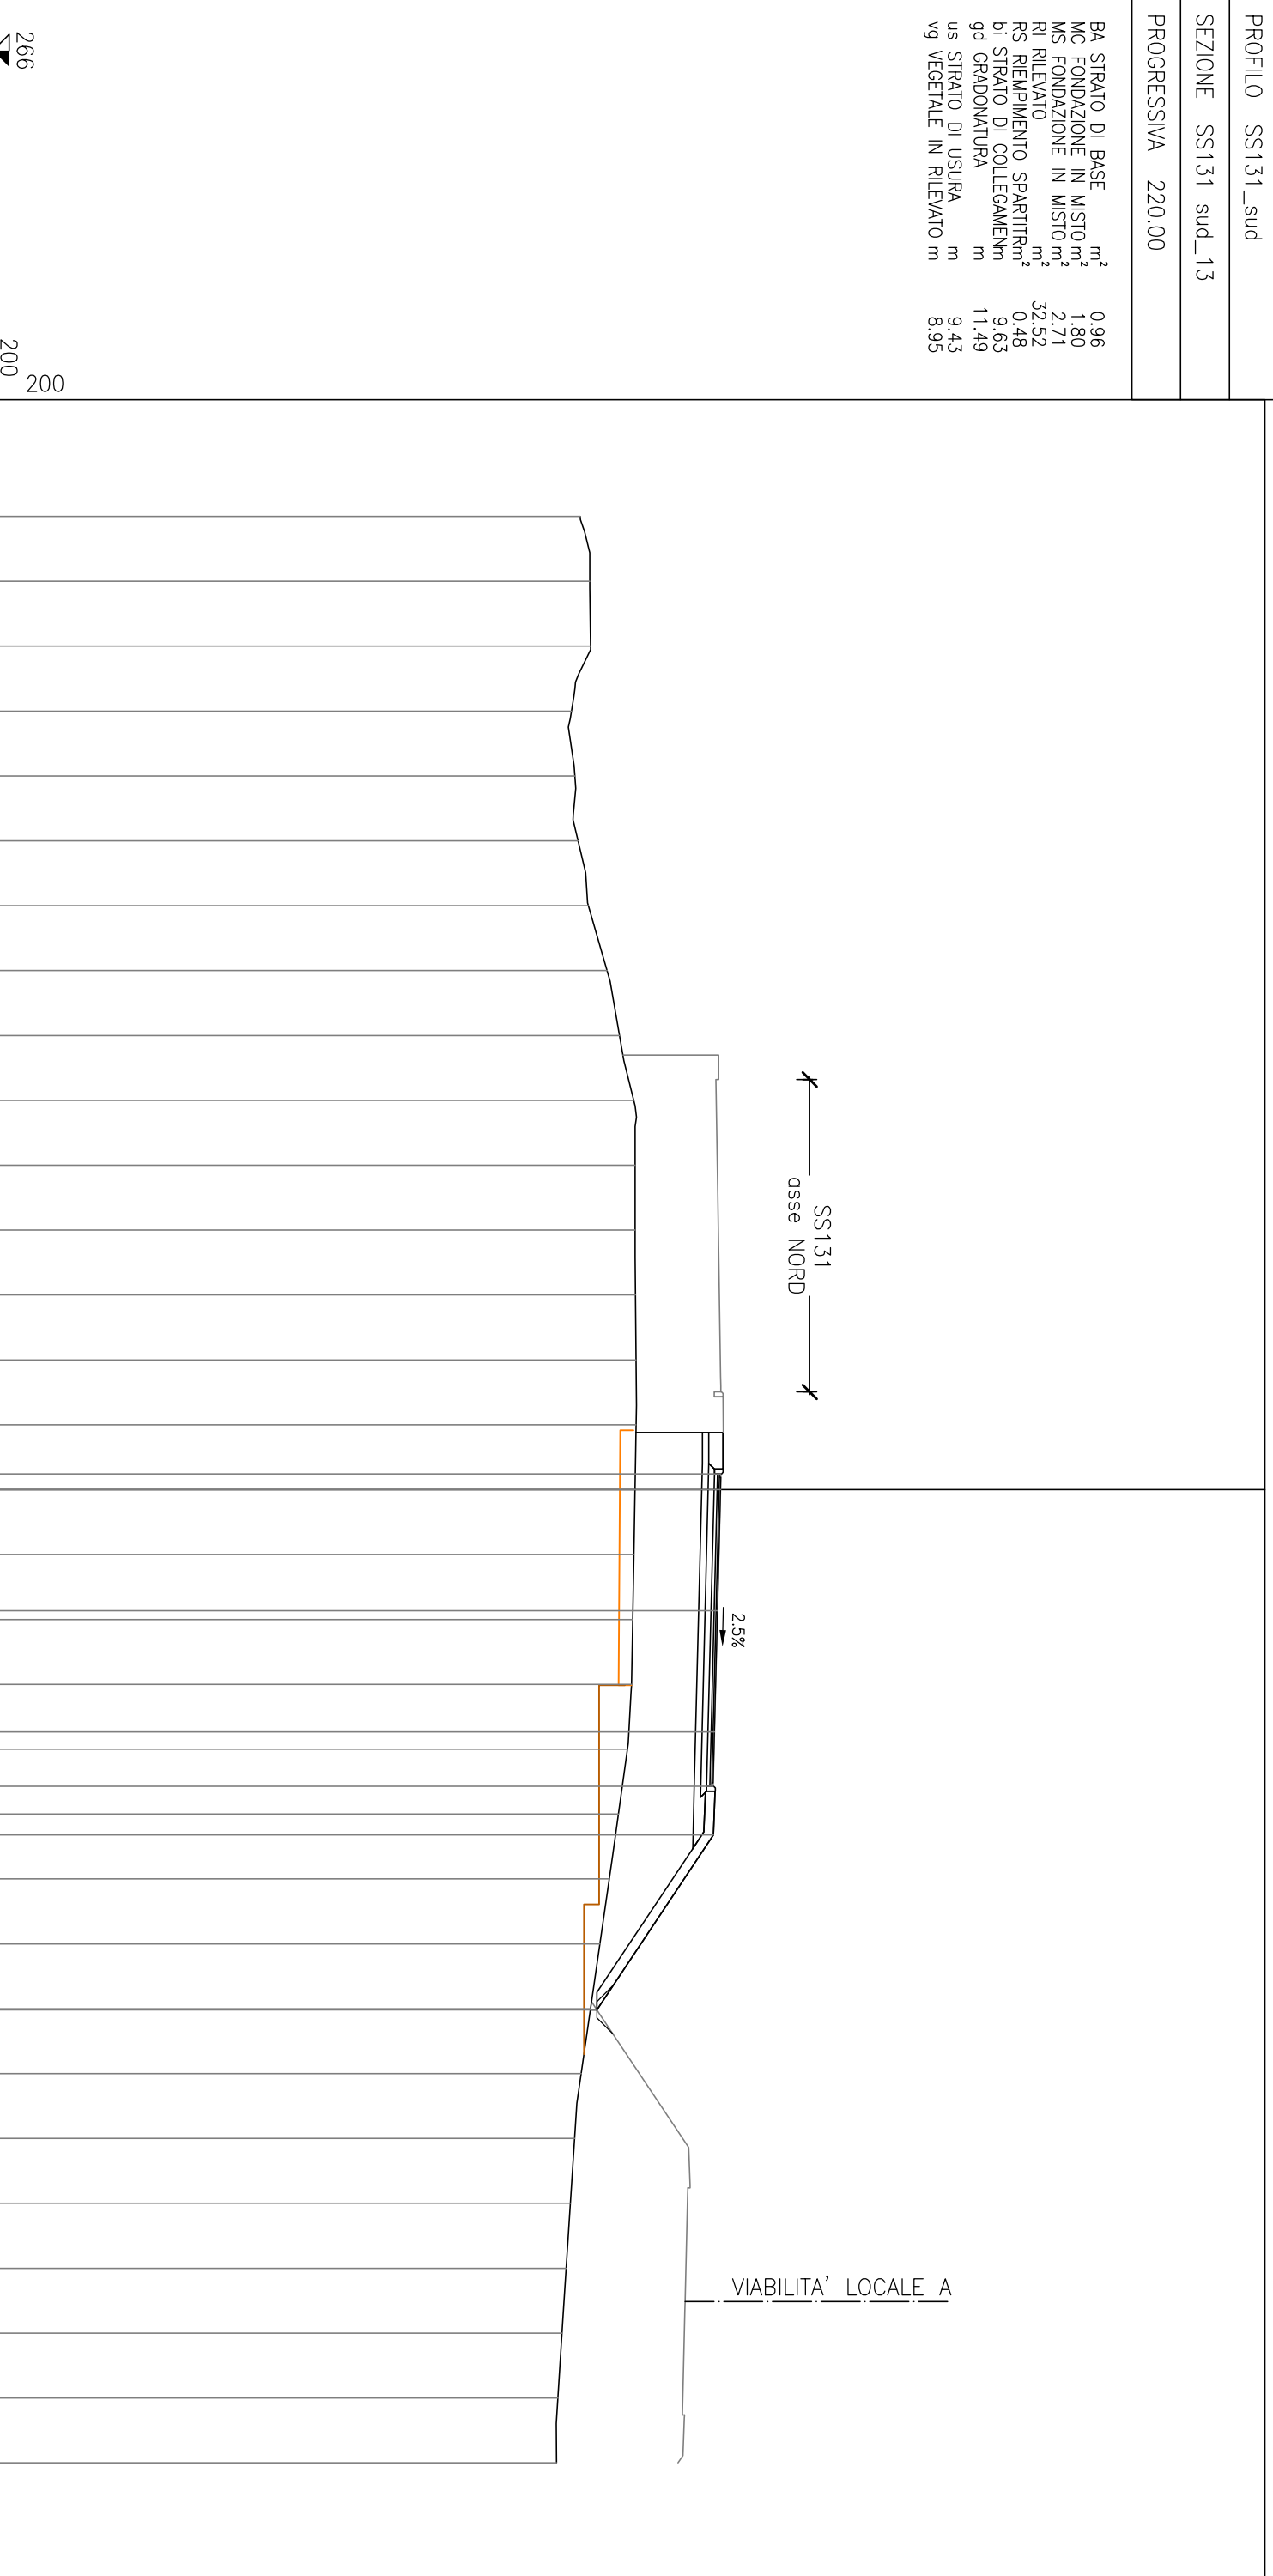 PROFILO SS131_sud
SEZIONE SS131 sud_13
PROGRESSIVA 220.00
BA STRATO DI BASE m² 0.96
MC FONDAZIONE IN MISTO m² 1.80
MS FONDAZIONE IN MISTO m² 2.71
RI RILEVATO m² 32.52
RS RIEMPIMENTO SPARTITR m² 0.48
bi STRATO DI COLLEGAMEN m 9.63
gd GRADONATURA m 11.49
us STRATO DI USURA m 9.43
vg VEGETALE IN RILEVATO m 8.95
SS131
asse NORD
2.5%
VIABILITA' LOCALE A
266
200
200